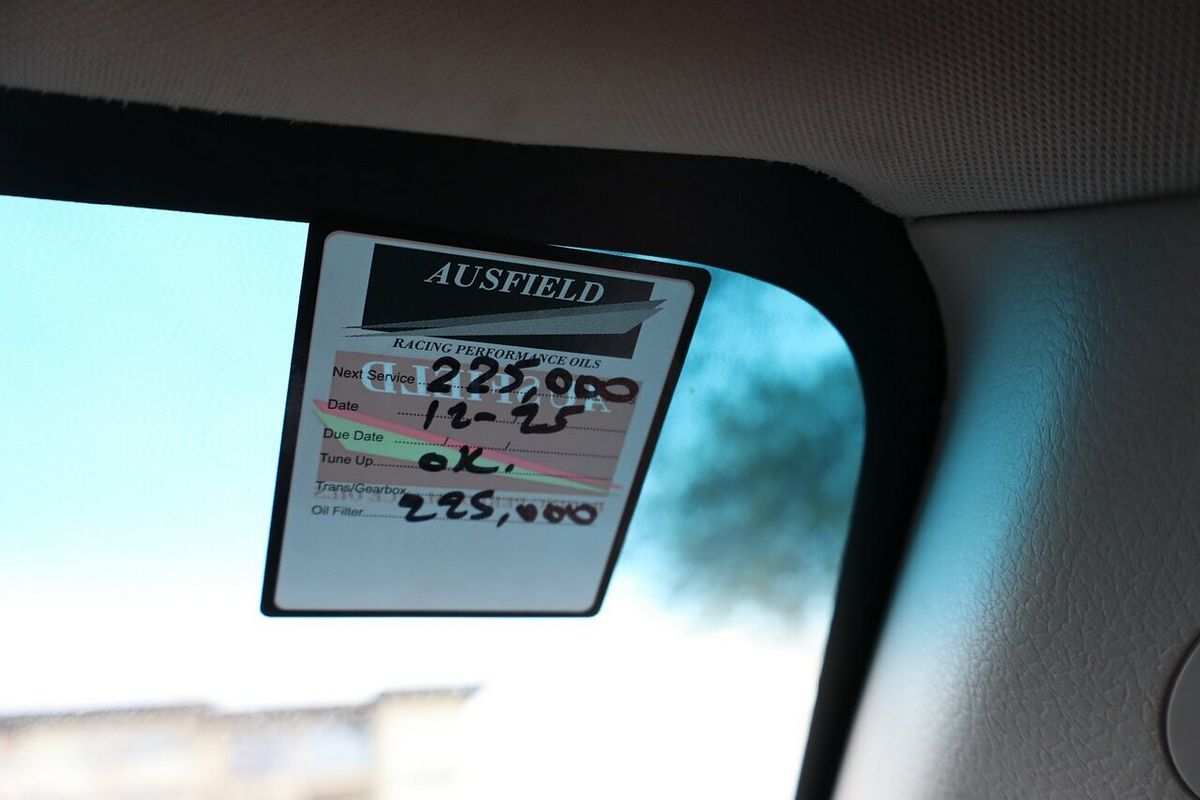 AUSFIELD
RACING PERFORMANCE OILS
Next Service 225,000
Date 12-25
Due Date / /
Tune Up OK.
Trans/Gearbox
Oil Filter 225,000